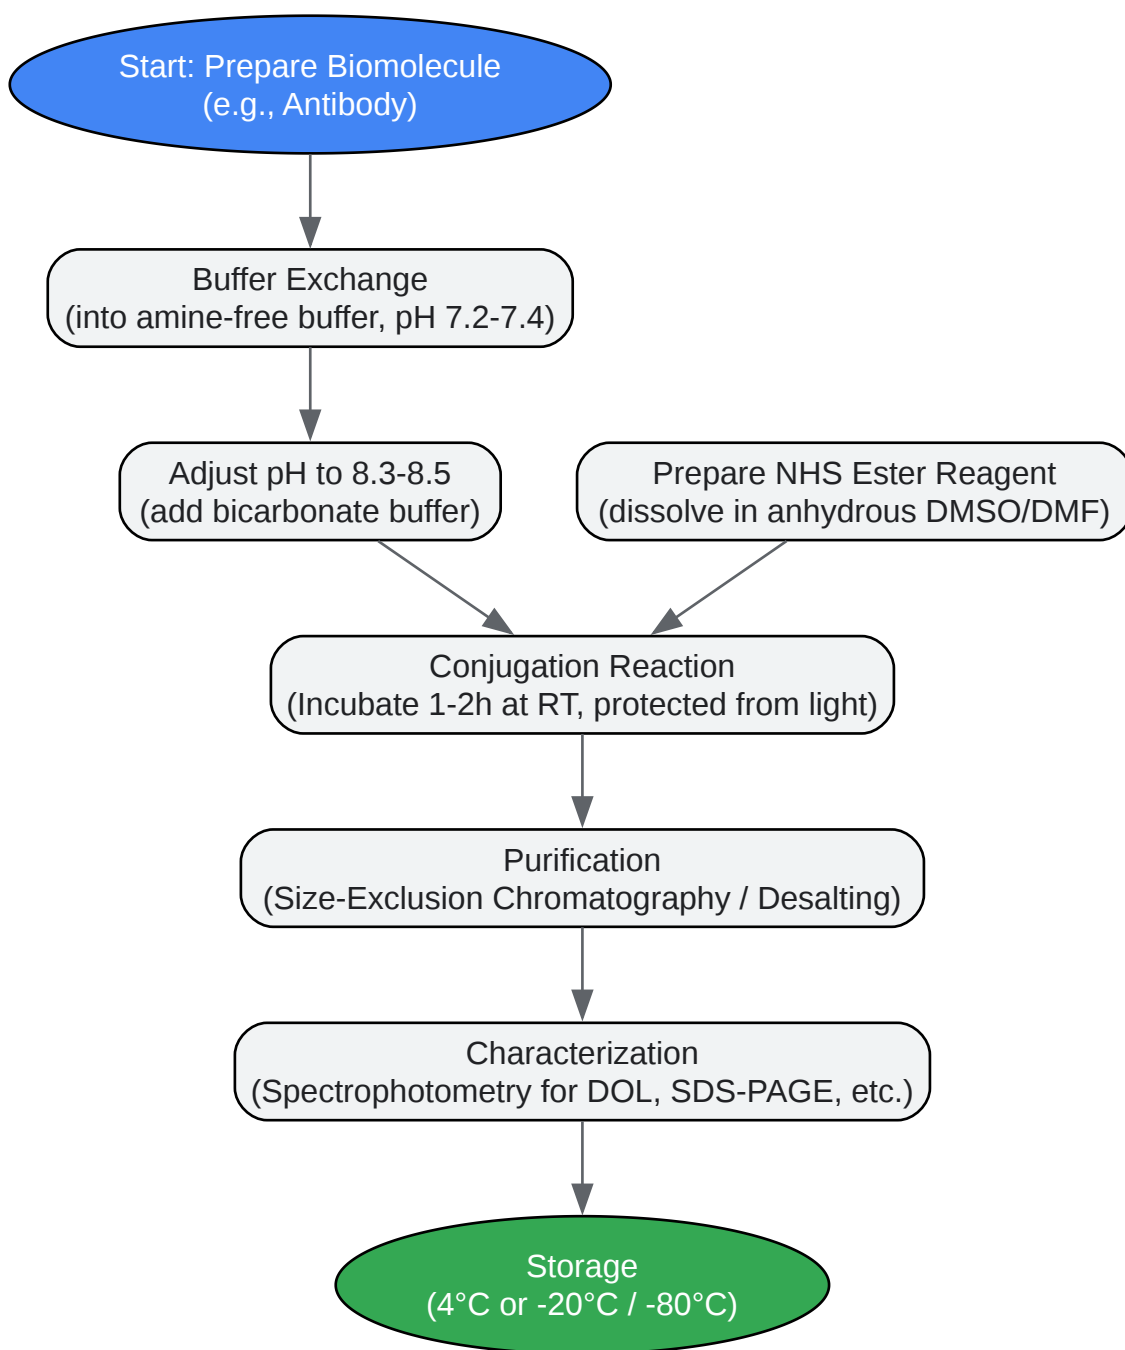 Start: Prepare Biomolecule
(e.g., Antibody)
Buffer Exchange
(into amine-free buffer, pH 7.2-7.4)
Adjust pH to 8.3-8.5
(add bicarbonate buffer)
Prepare NHS Ester Reagent
(dissolve in anhydrous DMSO/DMF)
Conjugation Reaction
(Incubate 1-2h at RT, protected from light)
Purification
(Size-Exclusion Chromatography / Desalting)
Characterization
(Spectrophotometry for DOL, SDS-PAGE, etc.)
Storage
(4°C or -20°C / -80°C)